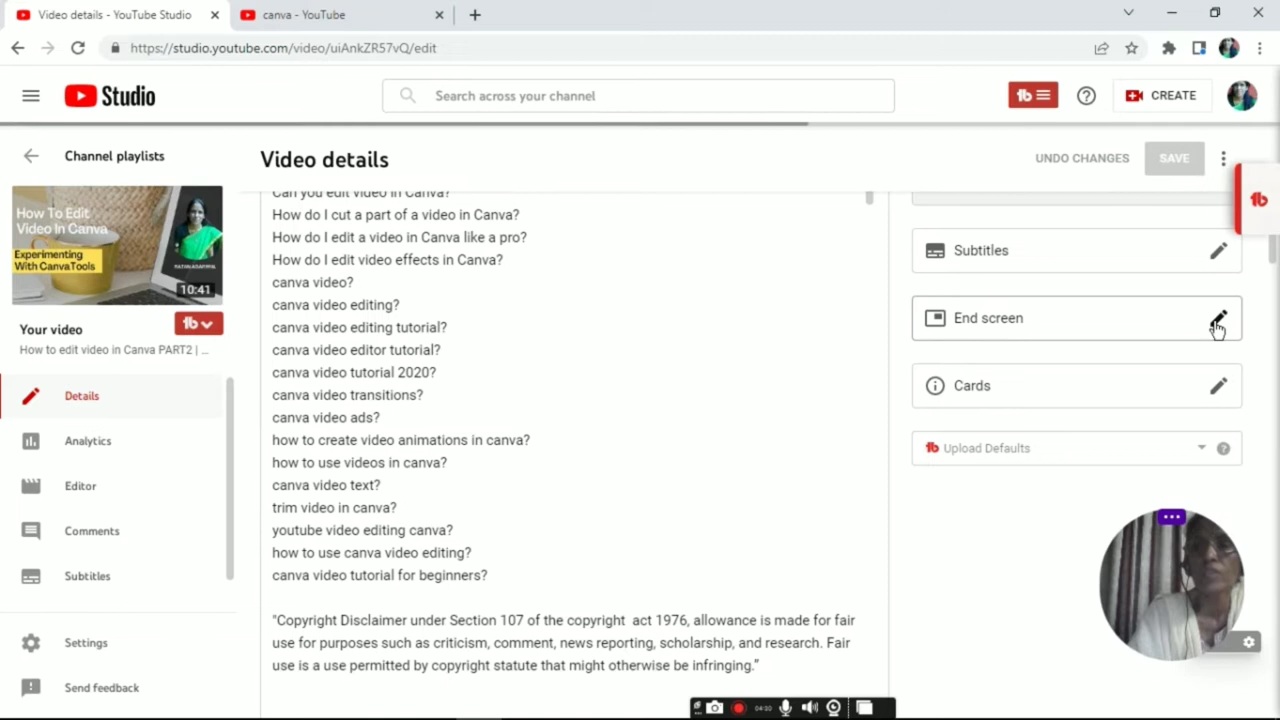 Video details - YouTube Studio
canva - YouTube
https://studio.youtube.com/video/uiAnkZR57vQ/edit
Studio
Search across your channel
CREATE
Channel playlists
Video details
UNDO CHANGES
SAVE
How To Edit
Video In Canva
Experimenting
With Canva Tools
10:41
Your video
How to edit video in Canva PART2 | ...
Details
Analytics
Editor
Comments
Subtitles
Settings
Send feedback
Can you edit video in Canva?
How do I cut a part of a video in Canva?
How do I edit a video in Canva like a pro?
How do I edit video effects in Canva?
canva video?
canva video editing?
canva video editing tutorial?
canva video editor tutorial?
canva video tutorial 2020?
canva video transitions?
canva video ads?
how to create video animations in canva?
how to use videos in canva?
canva video text?
trim video in canva?
youtube video editing canva?
how to use canva video editing?
canva video tutorial for beginners?
"Copyright Disclaimer under Section 107 of the copyright  act 1976, allowance is made for fair
use for purposes such as criticism, comment, news reporting, scholarship, and research. Fair
use is a use permitted by copyright statute that might otherwise be infringing.”
Subtitles
End screen
Cards
Upload Defaults